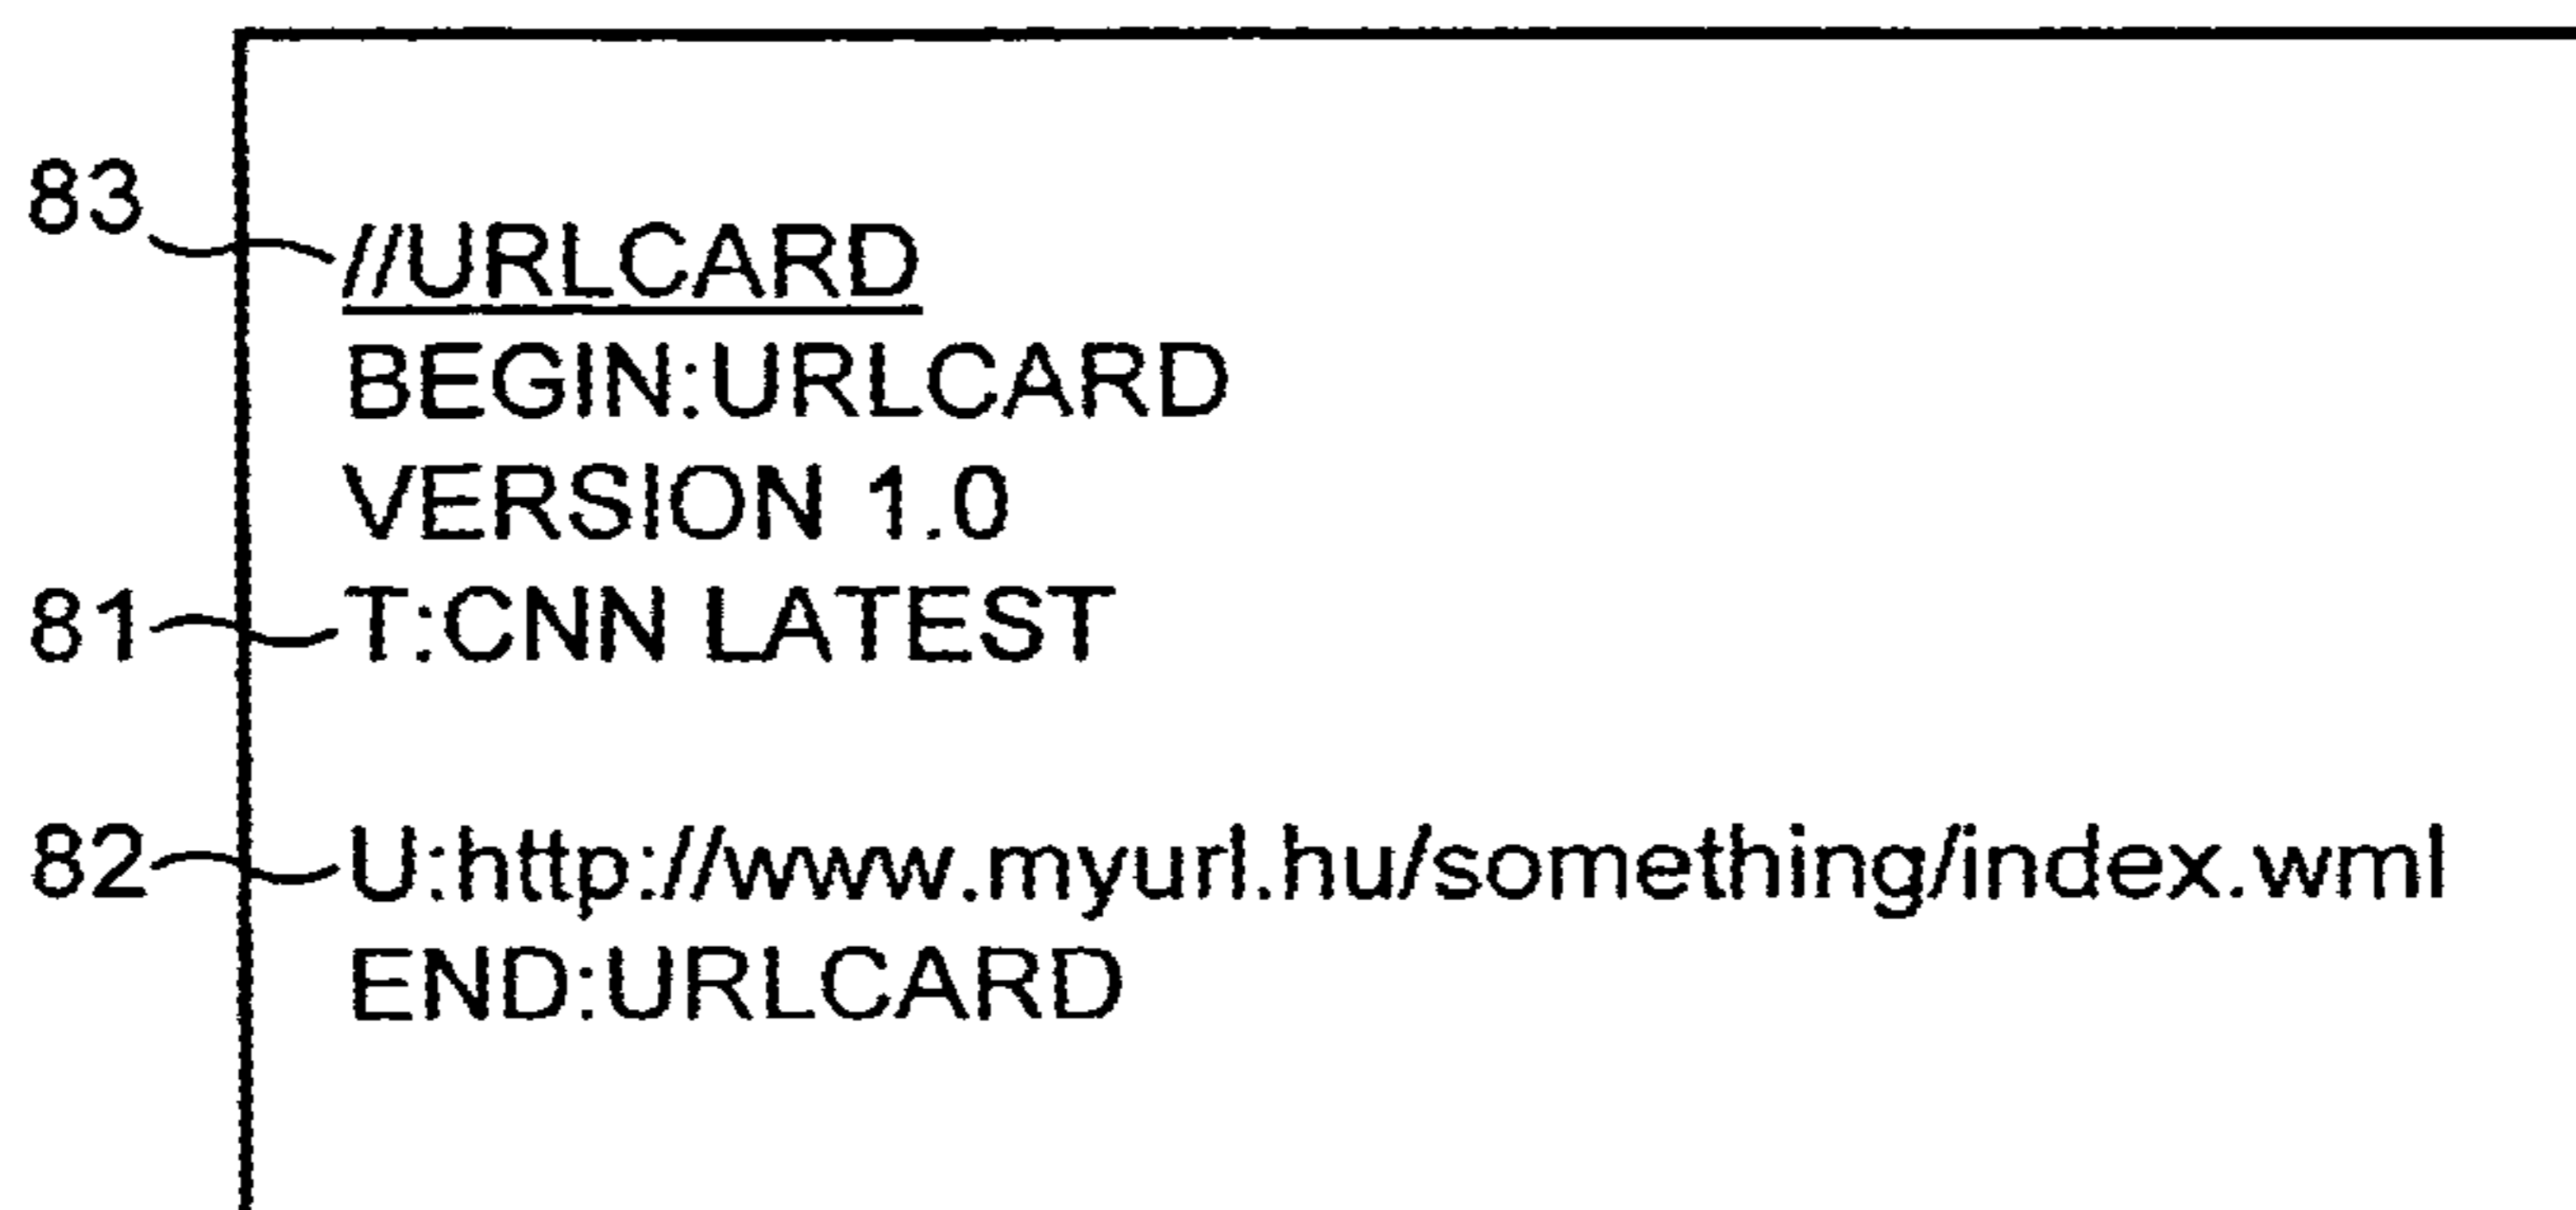 83
//URLCARD
BEGIN:URLCARD
VERSION 1.0
81 T:CNN LATEST
82 U:http://www.myurl.hu/something/index.wml
END:URLCARD